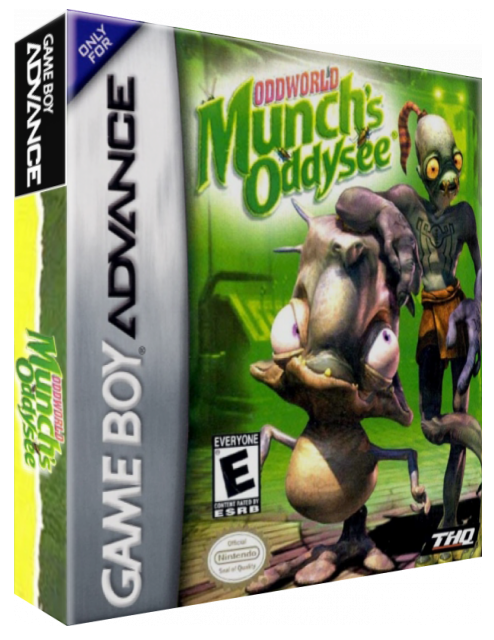 GAME BOY
ADVANCE
ODDWORLD
Munch's
Oddysee
GAME BOY ADVANCE
ONLY
FOR
ODDWORLD
Munch's
Oddysee
EVERYONE
E
CONTENT RATED BY
ESRB
Official
Nintendo
Seal of Quality
THQ